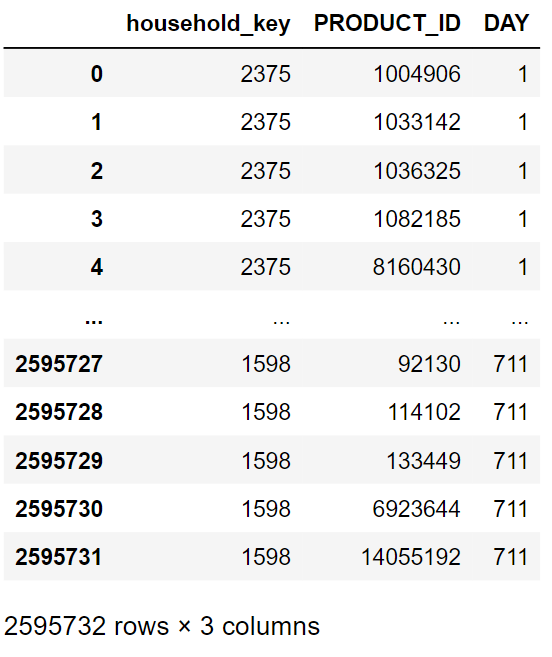 household_key PRODUCT_ID DAY
0 2375 1004906 1
1 2375 1033142 1
2 2375 1036325 1
3 2375 1082185 1
4 2375 8160430 1
... ... ... ...
2595727 1598 92130 711
2595728 1598 114102 711
2595729 1598 133449 711
2595730 1598 6923644 711
2595731 1598 14055192 711
2595732 rows × 3 columns